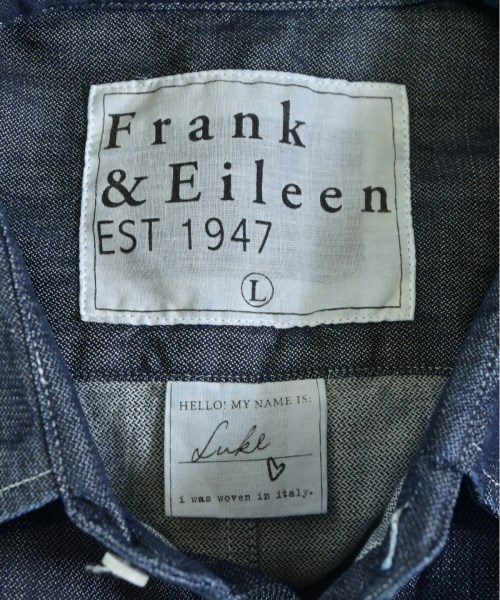 Frank
& Eileen
EST 1947
L
HELLO! MY NAME IS:
Luke
i was woven in italy.